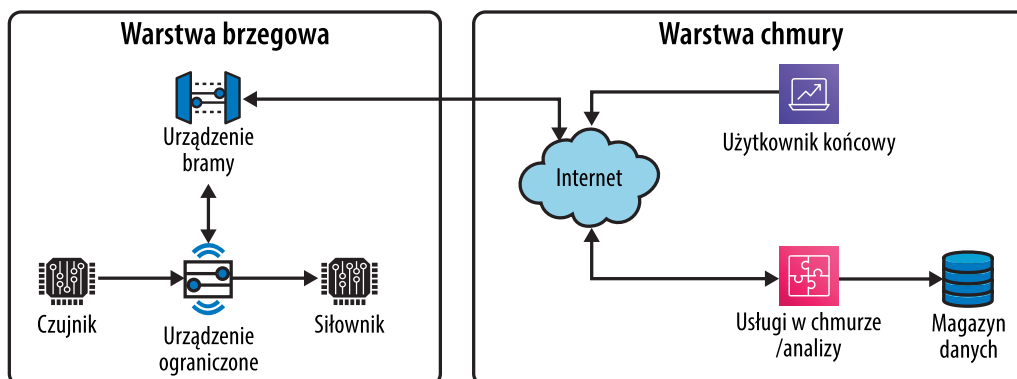 Warstwa brzegowa
Urządzenie
bramy
Czujnik
Urządzenie
ograniczone
Siłownik
Warstwa chmury
Użytkownik końcowy
Internet
Usługi w chmurze
/analizy
Magazyn
danych